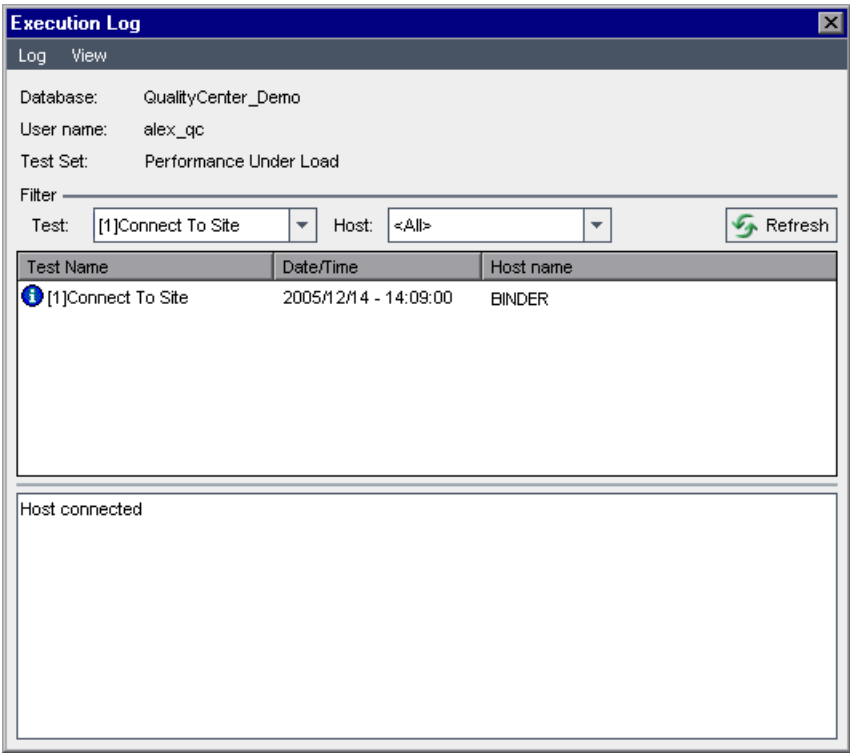 Execution Log
Log View
Database: QualityCenter_Demo
User name: alex_qc
Test Set: Performance Under Load
Filter
Test: [1]Connect To Site Host: <All> Refresh
Test Name Date/Time Host name
[1]Connect To Site 2005/12/14 - 14:09:00 BINDER
Host connected